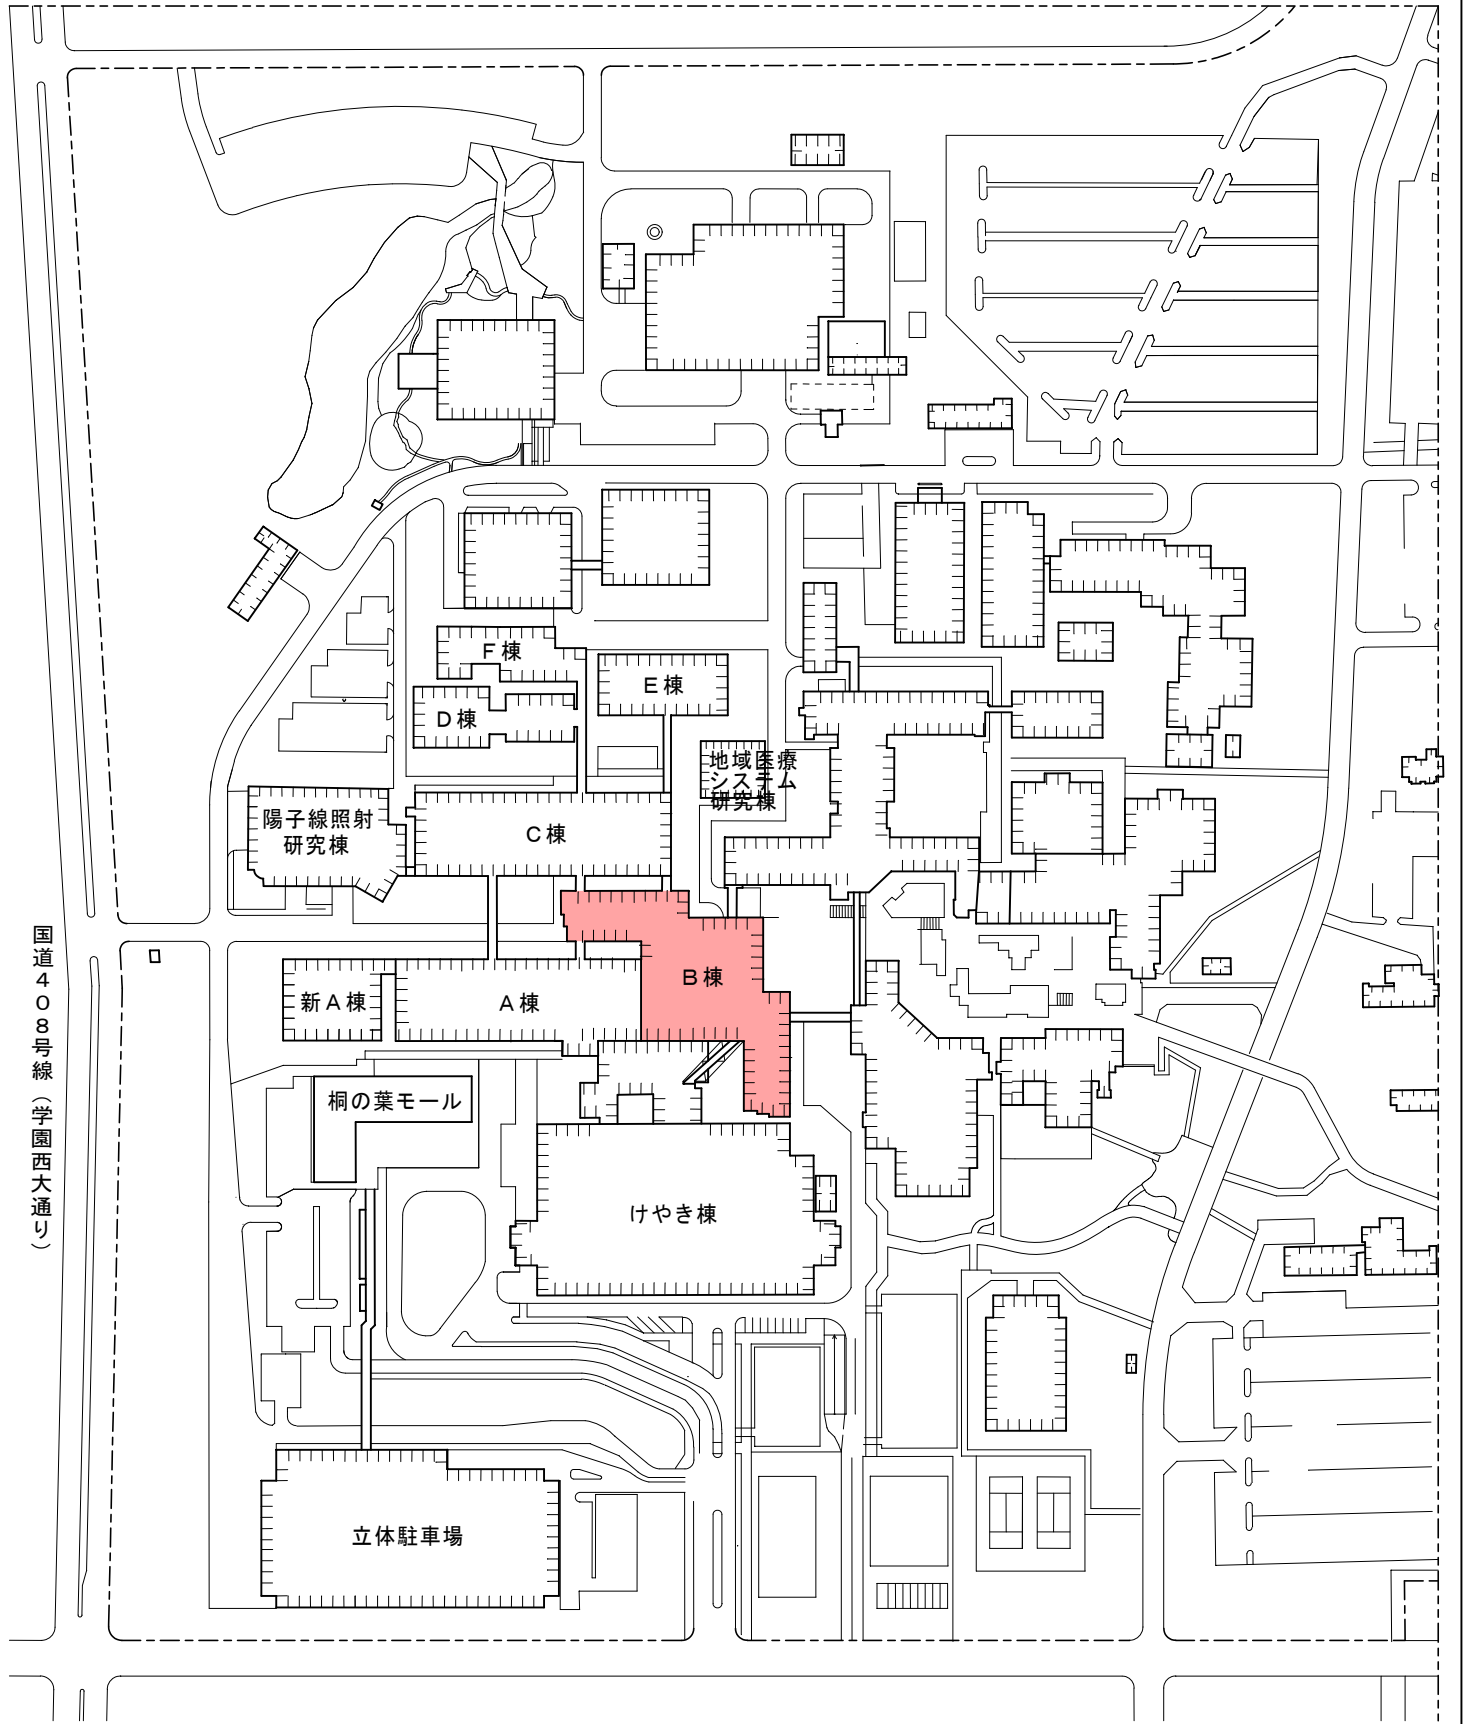 F棟
E棟
D棟
地域医療
システム
研究棟
陽子線照射
研究棟
C棟
B棟
新A棟
A棟
桐の葉モール
けやき棟
立体駐車場
国道408号線（学園西大通り）